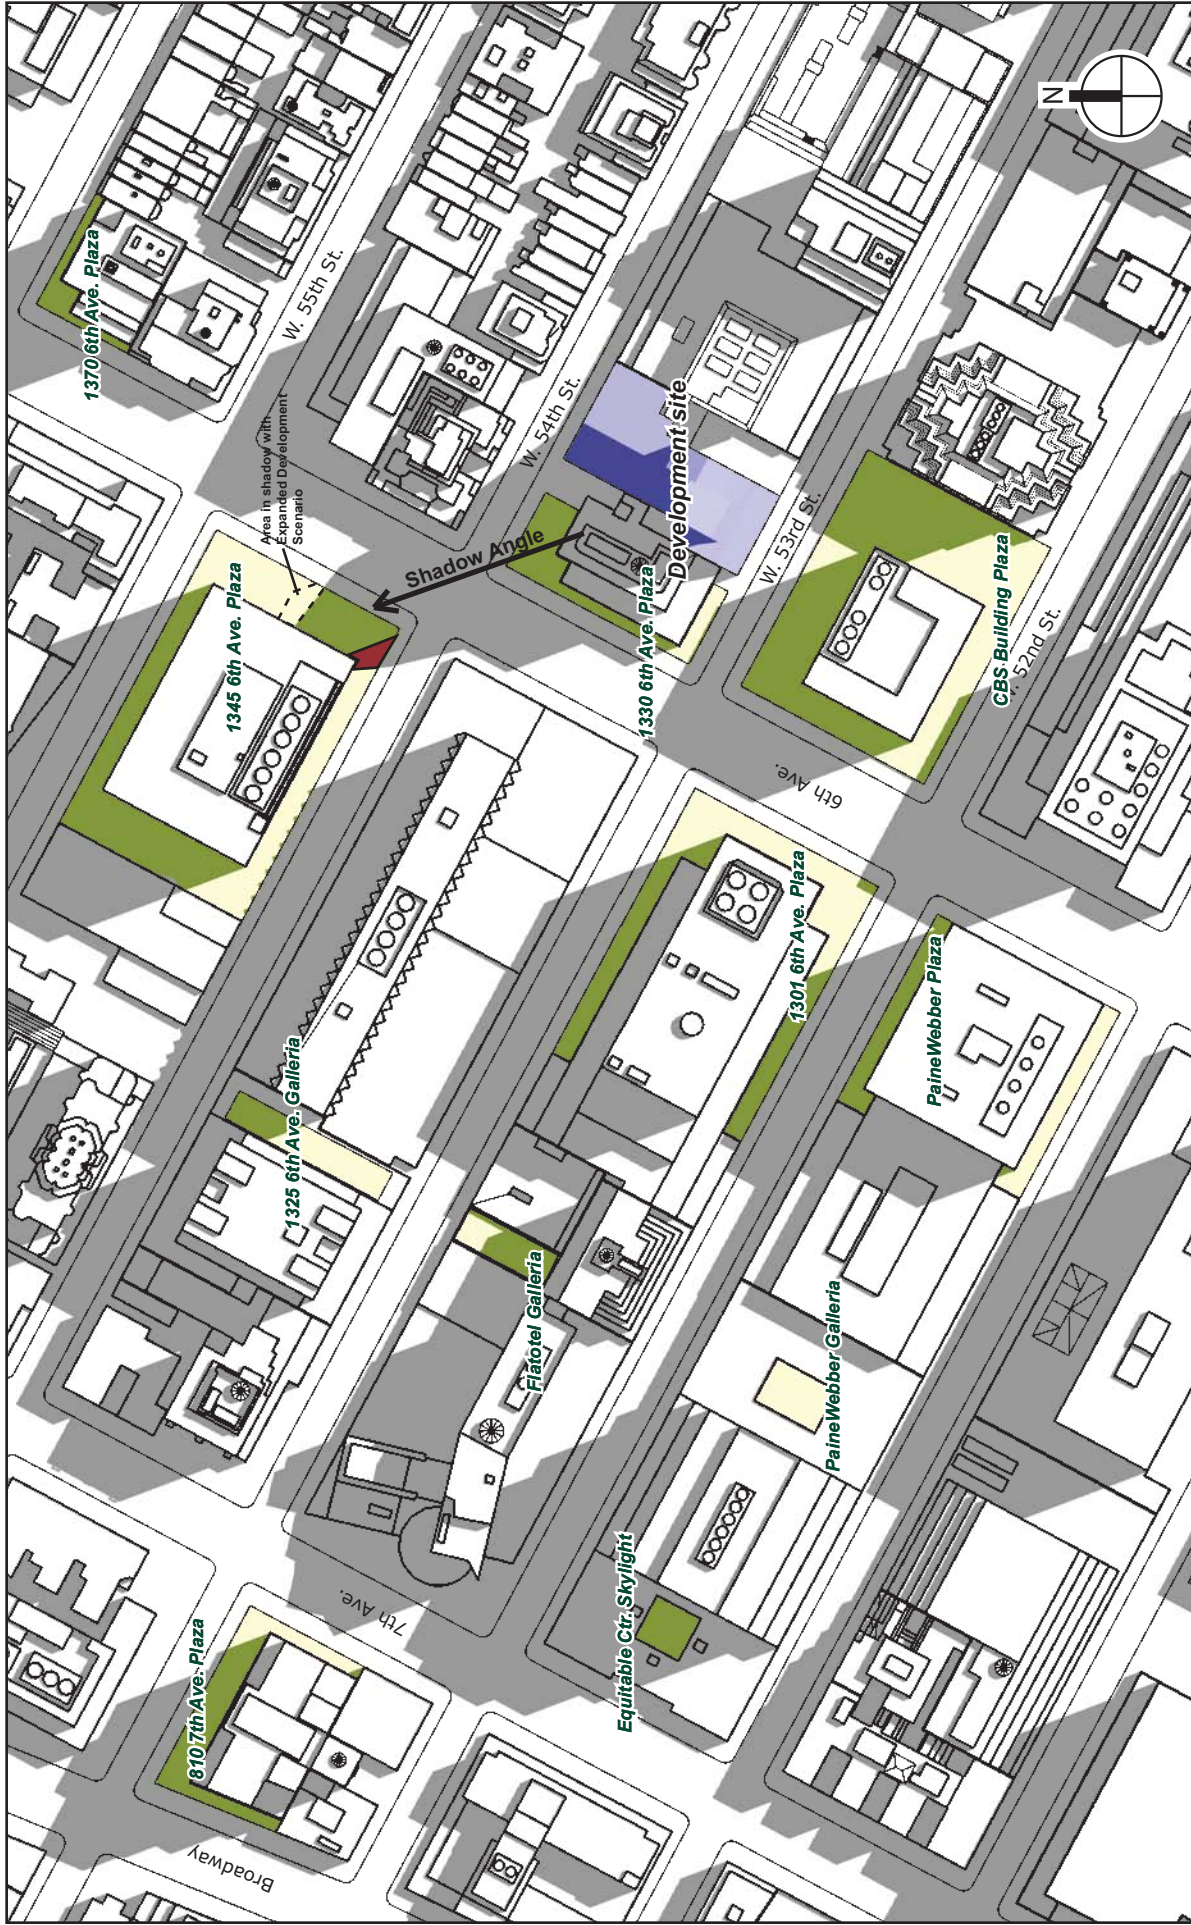 1370 6th Ave. Plaza
W. 55th St.
Area in shadow with
Expanded Development
Scenario
1345 6th Ave. Plaza
W. 54th St.
Shadow Angle
Development site
1330 6th Ave. Plaza
W. 53rd St.
CBS Building Plaza
W. 52nd St.
6th Ave.
1301 6th Ave. Plaza
PaineWebber Plaza
1325 6th Ave. Galleria
Flatotel Galleria
PaineWebber Galleria
Equitable Ctr. Skylight
7th Ave.
810 7th Ave. Plaza
Broadway
N